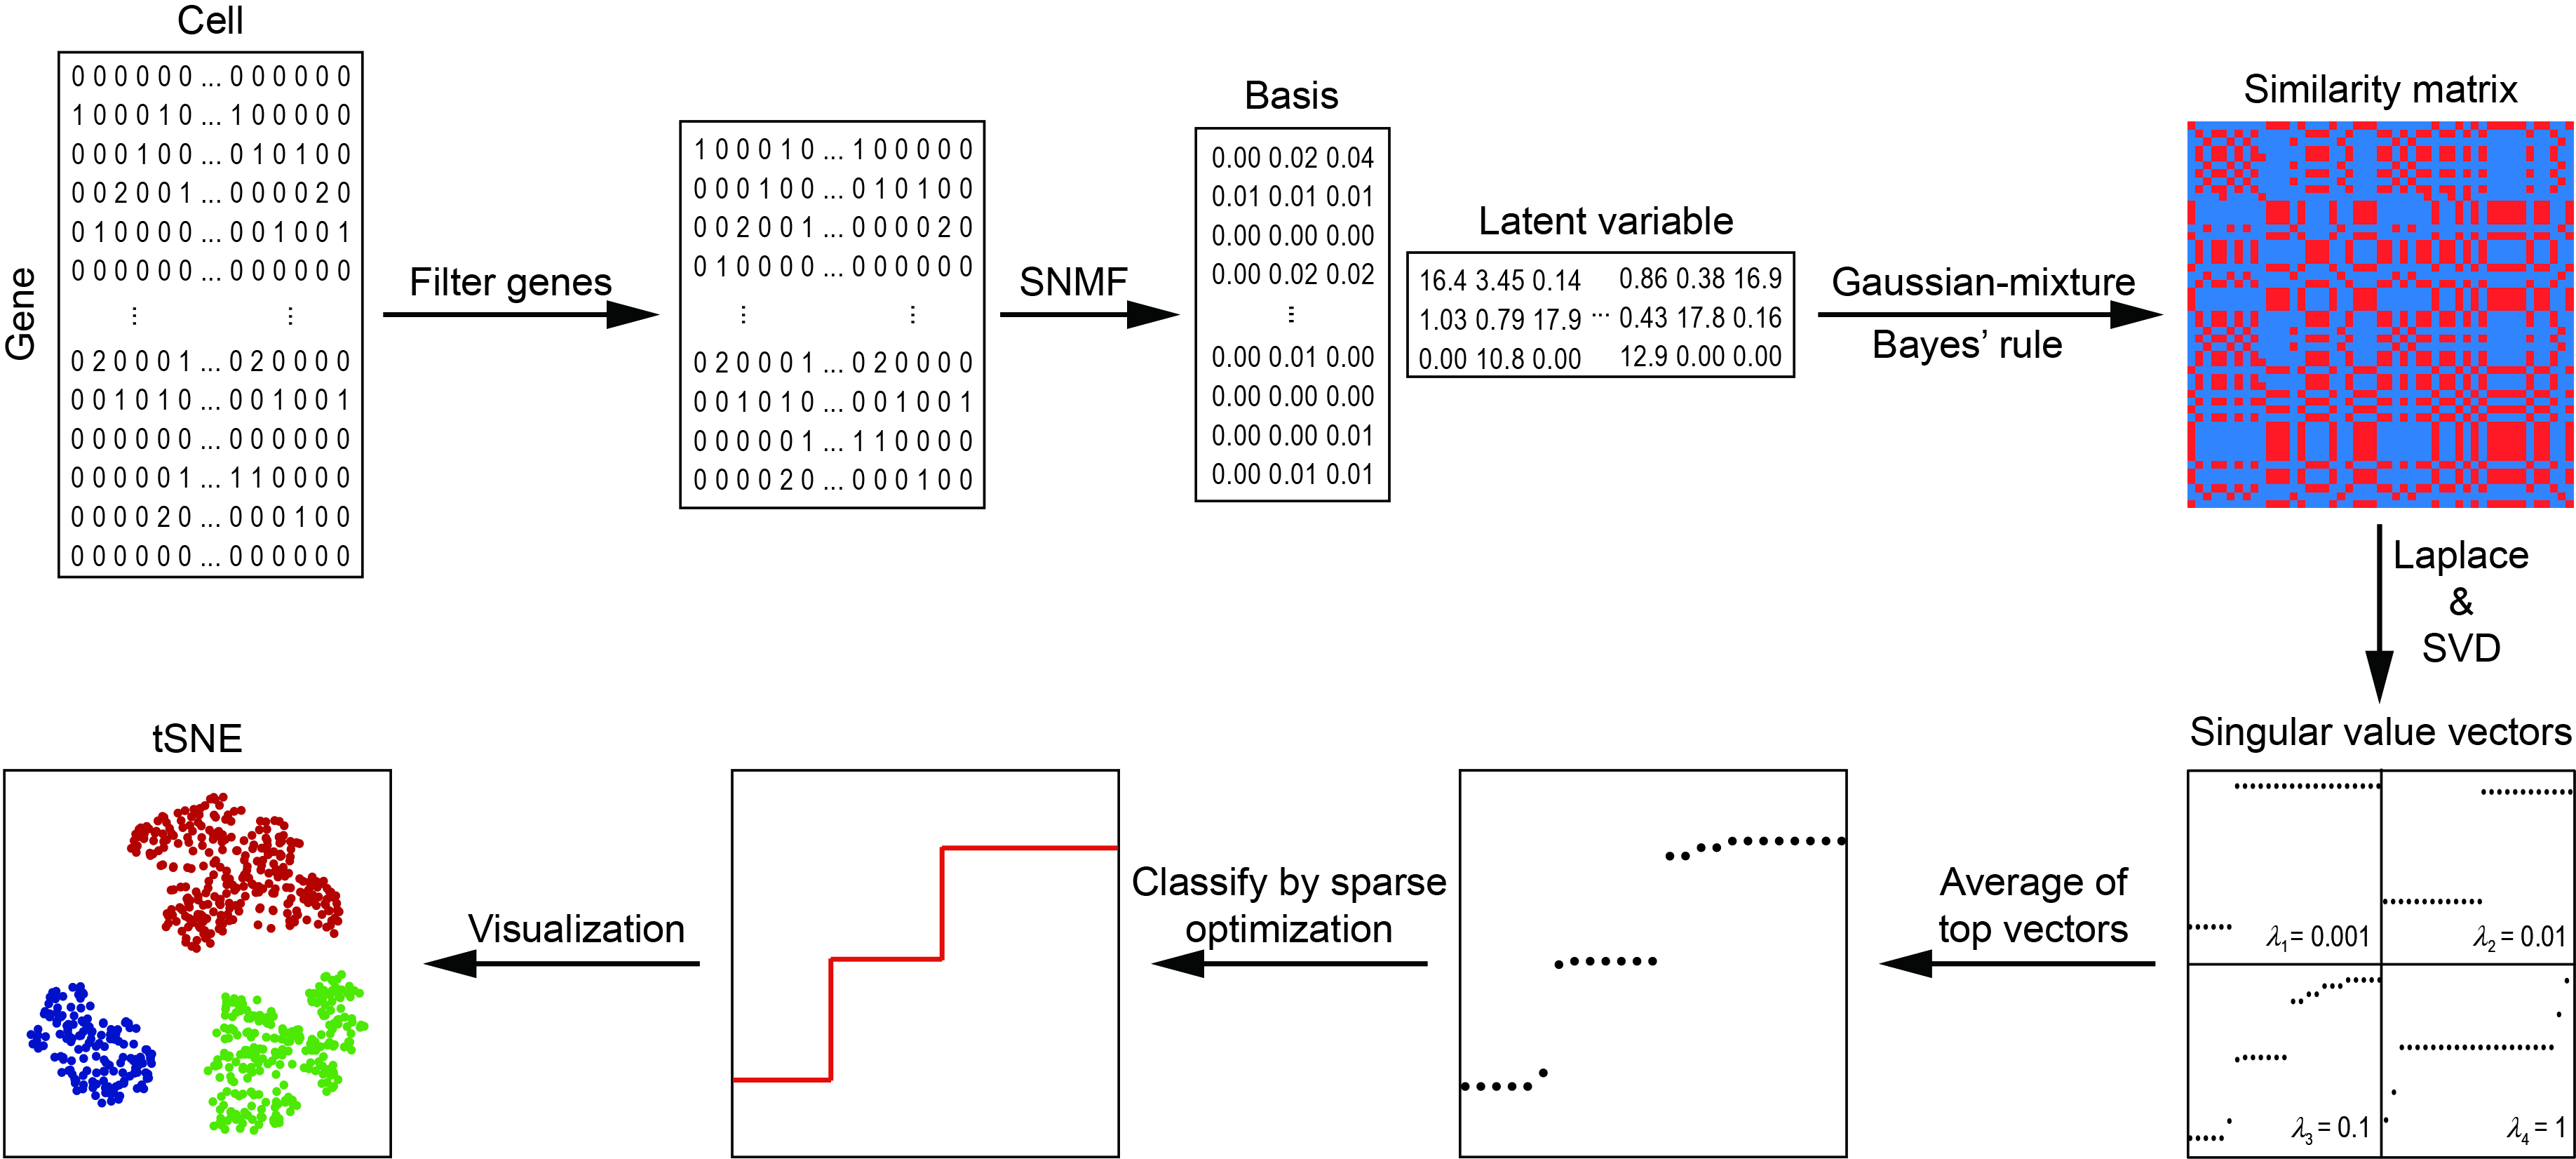 Cell
Gene
0 0 0 0 0 0 ... 0 0 0 0 0 0
1 0 0 0 1 0 ... 1 0 0 0 0 0
0 0 0 1 0 0 ... 0 1 0 1 0 0
0 0 2 0 0 1 ... 0 0 0 0 2 0
0 1 0 0 0 0 ... 0 0 1 0 0 1
0 0 0 0 0 0 ... 0 0 0 0 0 0
⋮ ⋮
0 2 0 0 0 1 ... 0 2 0 0 0 0
0 0 1 0 1 0 ... 0 0 1 0 0 1
0 0 0 0 0 0 ... 0 0 0 0 0 0
0 0 0 0 0 1 ... 1 1 0 0 0 0
0 0 0 0 2 0 ... 0 0 0 1 0 0
0 0 0 0 0 0 ... 0 0 0 0 0 0
Filter genes
1 0 0 0 1 0 ... 1 0 0 0 0 0
0 0 0 1 0 0 ... 0 1 0 1 0 0
0 0 2 0 0 1 ... 0 0 0 0 2 0
0 1 0 0 0 0 ... 0 0 0 0 0 0
⋮ ⋮
0 2 0 0 0 1 ... 0 2 0 0 0 0
0 0 1 0 1 0 ... 0 0 1 0 0 1
0 0 0 0 0 1 ... 1 1 0 0 0 0
0 0 0 0 2 0 ... 0 0 0 1 0 0
SNMF
Basis
0.00 0.02 0.04
0.01 0.01 0.01
0.00 0.00 0.00
0.00 0.02 0.02
⋮
0.00 0.01 0.00
0.00 0.00 0.00
0.00 0.00 0.01
0.00 0.01 0.01
Latent variable
16.4 3.45 0.14 0.86 0.38 16.9
1.03 0.79 17.9 ... 0.43 17.8 0.16
0.00 10.8 0.00 12.9 0.00 0.00
Gaussian-mixture
Bayes' rule
Similarity matrix
Laplace
&
SVD
Singular value vectors
λ1 = 0.001
λ2 = 0.01
λ3 = 0.1
λ4 = 1
Average of
top vectors
Classify by sparse
optimization
Visualization
tSNE